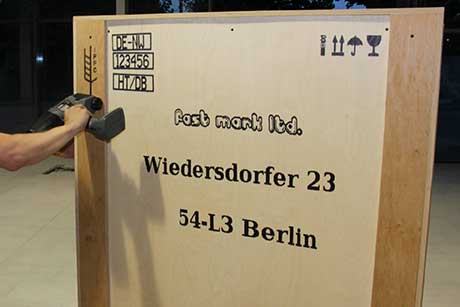 DE-NW
123456
HT/DB
fast mark ltd.
Wiedersdorfer 23
54-L3 Berlin